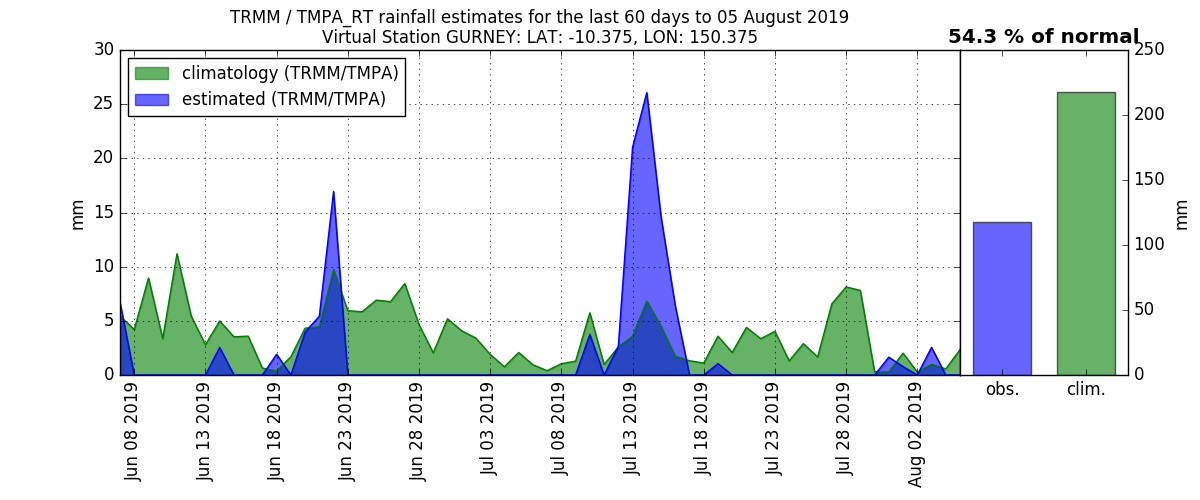 TRMM / TMPA_RT rainfall estimates for the last 60 days to 05 August 2019
Virtual Station GURNEY: LAT: -10.375, LON: 150.375
54.3 % of normal
climatology (TRMM/TMPA)
estimated (TRMM/TMPA)
30
25
20
15
10
5
0
mm
250
200
150
100
50
0
mm
Jun 08 2019
Jun 13 2019
Jun 18 2019
Jun 23 2019
Jun 28 2019
Jul 03 2019
Jul 08 2019
Jul 13 2019
Jul 18 2019
Jul 23 2019
Jul 28 2019
Aug 02 2019
obs.
clim.